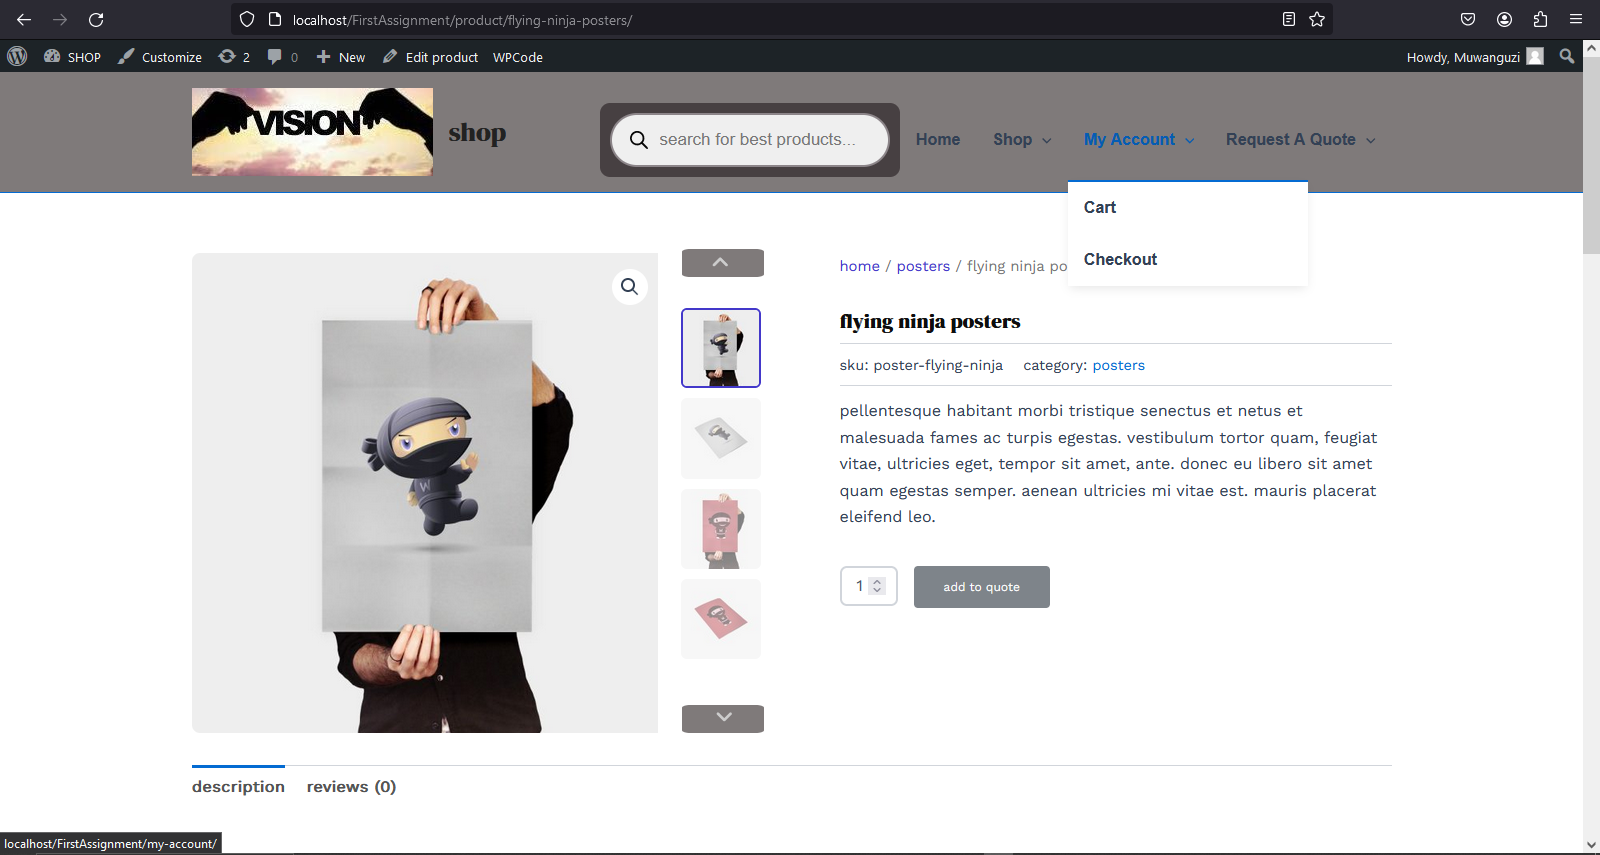 localhost/FirstAssignment/product/flying-ninja-posters/
SHOP Customize 2 0 New Edit product WPCode Howdy, Muwanguzi
VISION shop search for best products... Home Shop My Account Request A Quote
Cart
Checkout
home / posters / flying ninja po
flying ninja posters
sku: poster-flying-ninja category: posters
pellentesque habitant morbi tristique senectus et netus et
malesuada fames ac turpis egestas. vestibulum tortor quam, feugiat
vitae, ultricies eget, tempor sit amet, ante. donec eu libero sit amet
quam egestas semper. aenean ultricies mi vitae est. mauris placerat
eleifend leo.
W
1 add to quote
description reviews (0)
localhost/FirstAssignment/my-account/